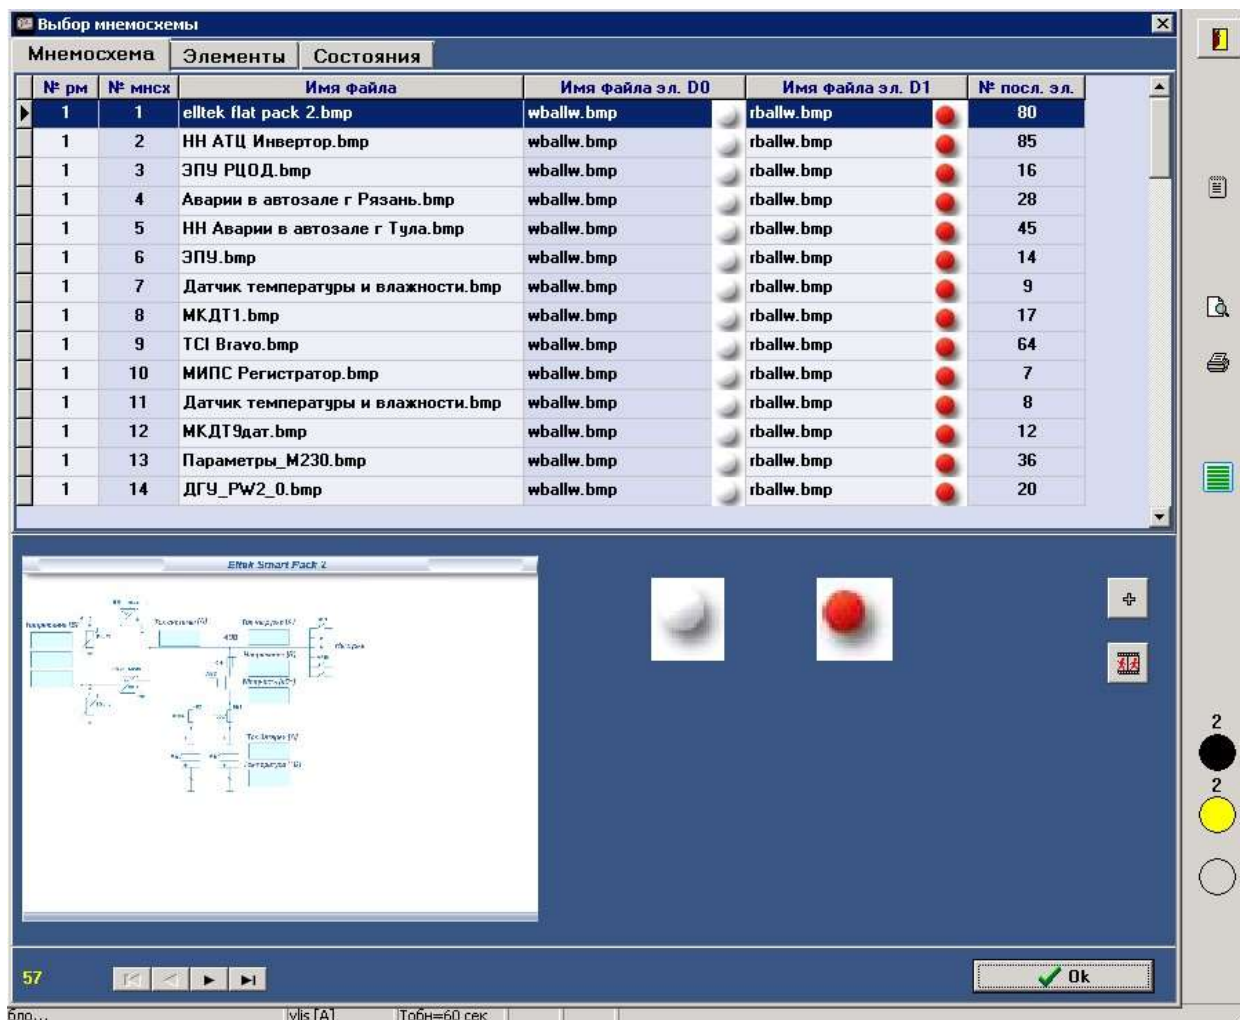 Выбор мнемосхемы
Мнемосхема Элементы Состояния
№ рм № мнсх Имя файла Имя файла эл. D0 Имя файла эл. D1 № посл. эл.
1 1 elltek flat pack 2.bmp wballw.bmp rballw.bmp 80
1 2 НН АТЦ Инвертор.bmp wballw.bmp rballw.bmp 85
1 3 ЭПУ РЦОД.bmp wballw.bmp rballw.bmp 16
1 4 Аварии в автозале г Рязань.bmp wballw.bmp rballw.bmp 28
1 5 НН Аварии в автозале г Тула.bmp wballw.bmp rballw.bmp 45
1 6 ЭПУ.bmp wballw.bmp rballw.bmp 14
1 7 Датчик температуры и влажности.bmp wballw.bmp rballw.bmp 9
1 8 МКДТ1.bmp wballw.bmp rballw.bmp 17
1 9 TCI Bravo.bmp wballw.bmp rballw.bmp 64
1 10 МИПС Регистратор.bmp wballw.bmp rballw.bmp 7
1 11 Датчик температуры и влажности.bmp wballw.bmp rballw.bmp 8
1 12 МКДТ9дат.bmp wballw.bmp rballw.bmp 12
1 13 Параметры_М230.bmp wballw.bmp rballw.bmp 36
1 14 ДГУ_PW2_0.bmp wballw.bmp rballw.bmp 20
Eltek Smart Pack 2
2
2
57
Ok
бло... vlis [A] Тобн=60 сек